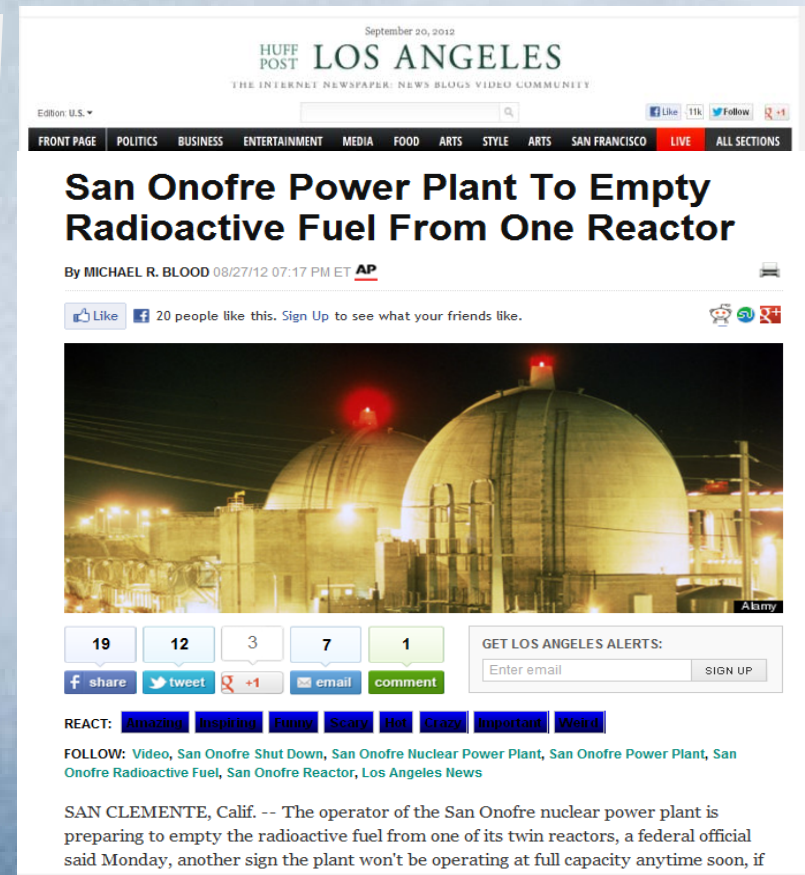 September 20, 2012
HUFF POST LOS ANGELES
THE INTERNET NEWSPAPER: NEWS BLOGS VIDEO COMMUNITY
Edition: U.S.
Like 11k Follow +1
FRONT PAGE POLITICS BUSINESS ENTERTAINMENT MEDIA FOOD ARTS STYLE ARTS SAN FRANCISCO LIVE ALL SECTIONS
San Onofre Power Plant To Empty
Radioactive Fuel From One Reactor
By MICHAEL R. BLOOD 08/27/12 07:17 PM ET AP
Like 20 people like this. Sign Up to see what your friends like.
Alamy
19 12 3 7 1
f share tweet +1 email comment
GET LOS ANGELES ALERTS:
Enter email SIGN UP
REACT: Amazing Inspiring Funny Scary Hot Crazy Important Weird
FOLLOW: Video, San Onofre Shut Down, San Onofre Nuclear Power Plant, San Onofre Power Plant, San
Onofre Radioactive Fuel, San Onofre Reactor, Los Angeles News
SAN CLEMENTE, Calif. -- The operator of the San Onofre nuclear power plant is
preparing to empty the radioactive fuel from one of its twin reactors, a federal official
said Monday, another sign the plant won't be operating at full capacity anytime soon, if